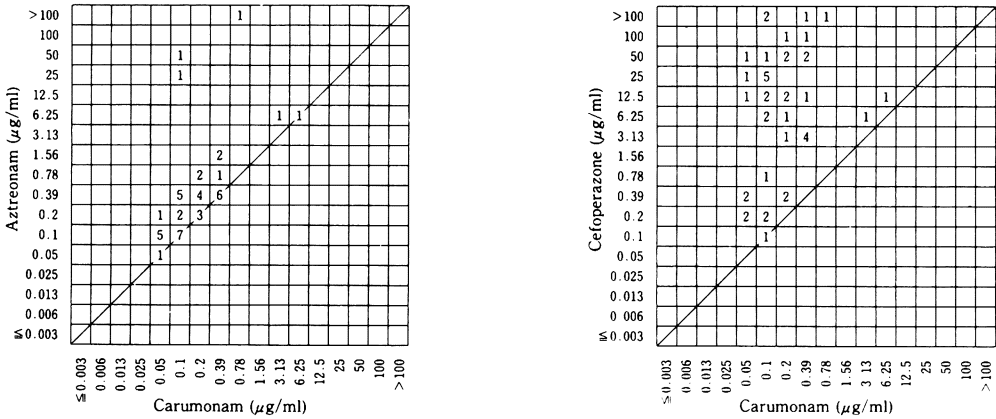 Aztreonam (μg/ml)
>100 1
100
50 1
25 1
12.5
6.25 1 1
3.13
1.56 2
0.78 2 1
0.39 5 4 6
0.2 1 2 3
0.1 5 7
0.05 1
0.025
0.013
0.006
≦0.003
≦0.003 0.006 0.013 0.025 0.05 0.1 0.2 0.39 0.78 1.56 3.13 6.25 12.5 25 50 100 >100
Carumonam (μg/ml)
Cefoperazone (μg/ml)
>100 2 1 1
100 1 1
50 1 1 2 2
25 1 5
12.5 1 2 2 1 1
6.25 2 1 1
3.13 1 4
1.56
0.78 1
0.39 2 2
0.2 2 2
0.1 1
0.05
0.025
0.013
0 006
≦0.003
≦0.003 0.006 0.013 0.025 0.05 0.1 0.2 0.39 0.78 1.56 3 13 6.25 12.5 25 50 100 >100
Carumonam (μg/ml)